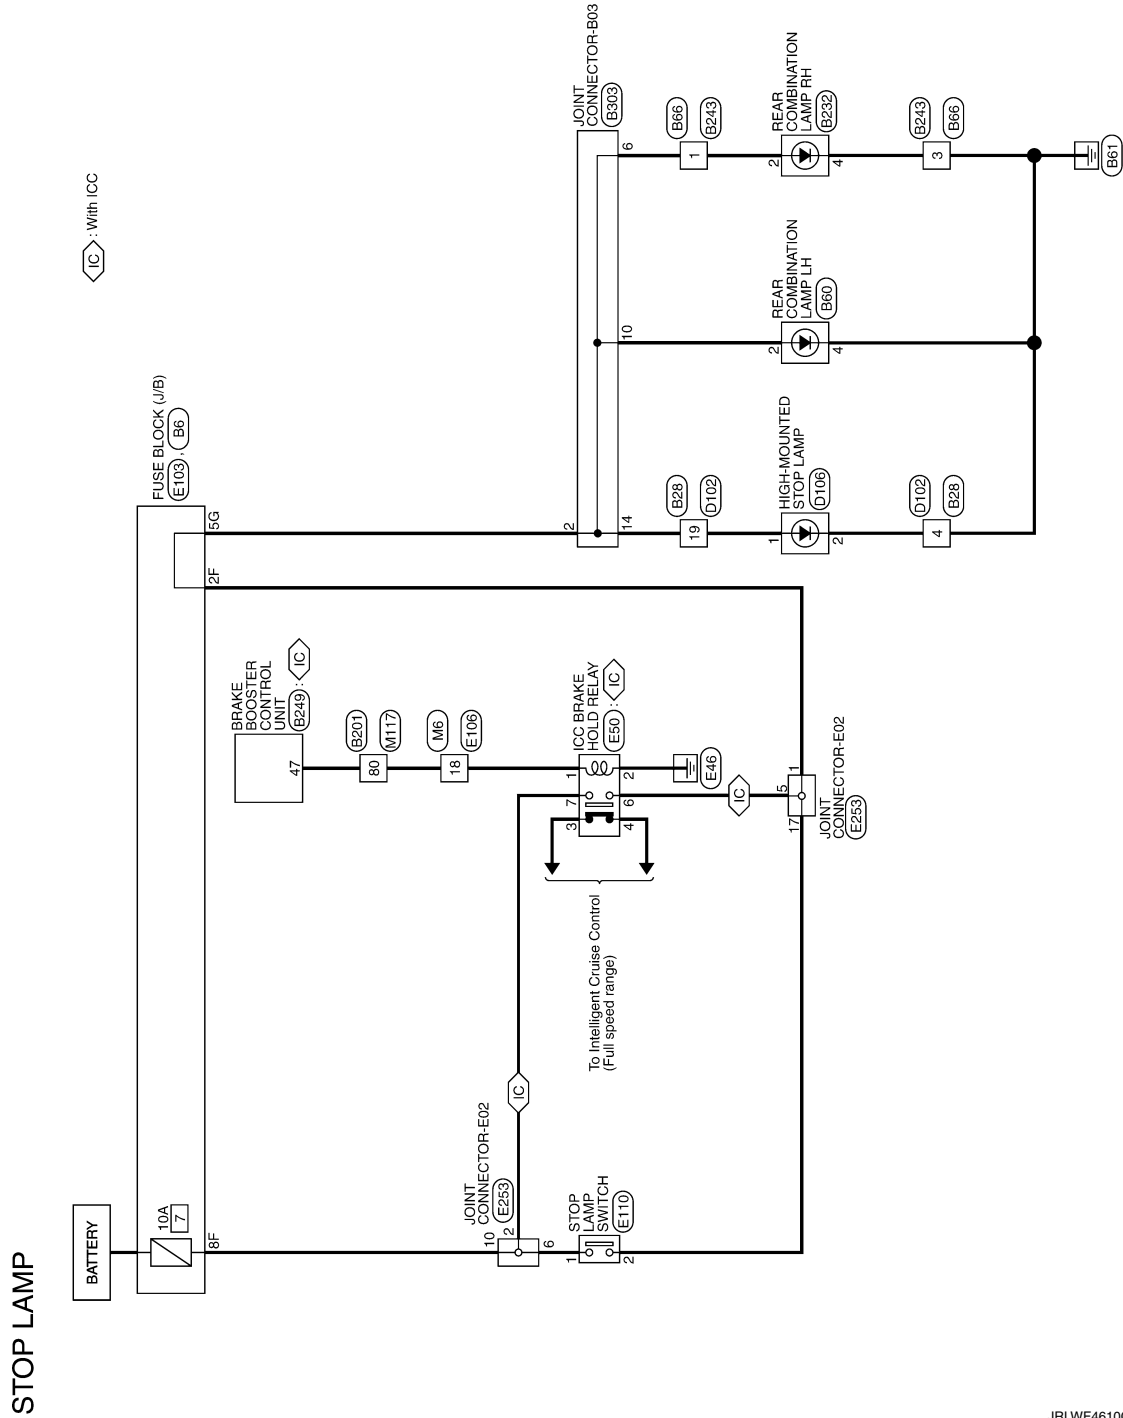 STOP LAMP
BATTERY
10A
7
8F
FUSE BLOCK (J/B)
E103 , B6
2F
5G
IC : With ICC
JOINT
CONNECTOR-E02
E253
10
2
6
STOP
LAMP
SWITCH
E110
1
2
IC
BRAKE
BOOSTER
CONTROL
UNIT
B249 : IC
47
B201
80
M117
M6
18
E106
ICC BRAKE
HOLD RELAY
E50 : IC
1
2
7
6
3
4
E46
To Intelligent Cruise Control
(Full speed range)
IC
5
1
17
JOINT
CONNECTOR-E02
E253
JOINT
CONNECTOR-B03
B303
2
14
10
6
B28
19
D102
HIGH-MOUNTED
STOP LAMP
D106
1
2
D102
4
B28
REAR
COMBINATION
LAMP LH
B60
2
4
B66
1
B243
REAR
COMBINATION
LAMP RH
B232
2
4
B243
3
B66
B61